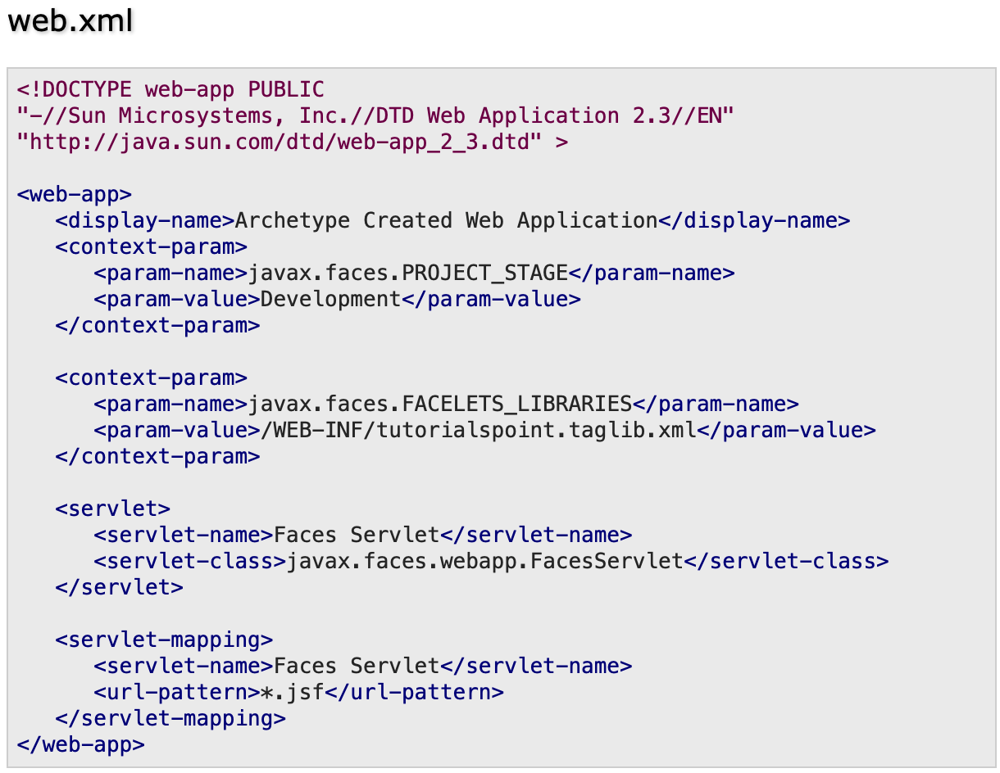 web.xml
<!DOCTYPE web-app PUBLIC
"-//Sun Microsystems, Inc.//DTD Web Application 2.3//EN"
"http://java.sun.com/dtd/web-app_2_3.dtd" >
<web-app>
   <display-name>Archetype Created Web Application</display-name>
   <context-param>
      <param-name>javax.faces.PROJECT_STAGE</param-name>
      <param-value>Development</param-value>
   </context-param>
   <context-param>
      <param-name>javax.faces.FACELETS_LIBRARIES</param-name>
      <param-value>/WEB-INF/tutorialspoint.taglib.xml</param-value>
   </context-param>
   <servlet>
      <servlet-name>Faces Servlet</servlet-name>
      <servlet-class>javax.faces.webapp.FacesServlet</servlet-class>
   </servlet>
   <servlet-mapping>
      <servlet-name>Faces Servlet</servlet-name>
      <url-pattern>*.jsf</url-pattern>
   </servlet-mapping>
</web-app>